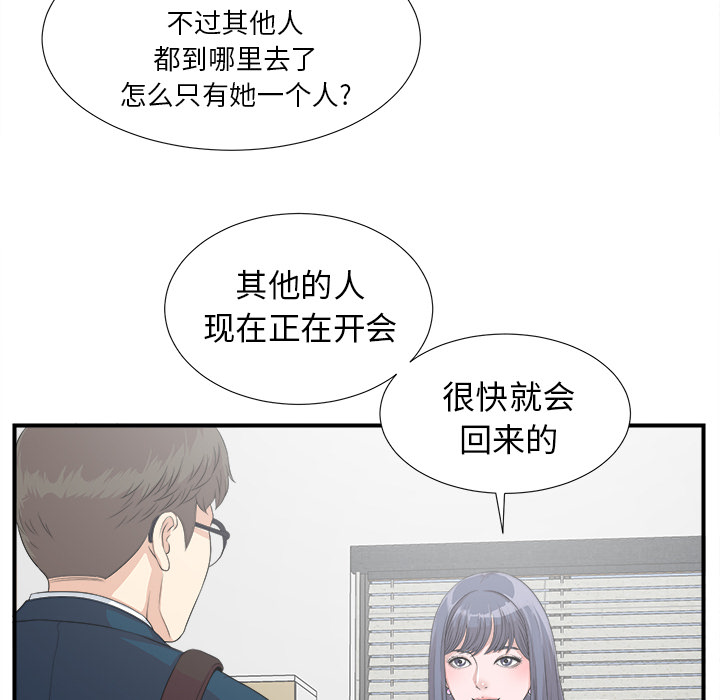 不过其他人
都到哪里去了
怎么只有她一个人?
其他的人
现在正在开会
很快就会
回来的